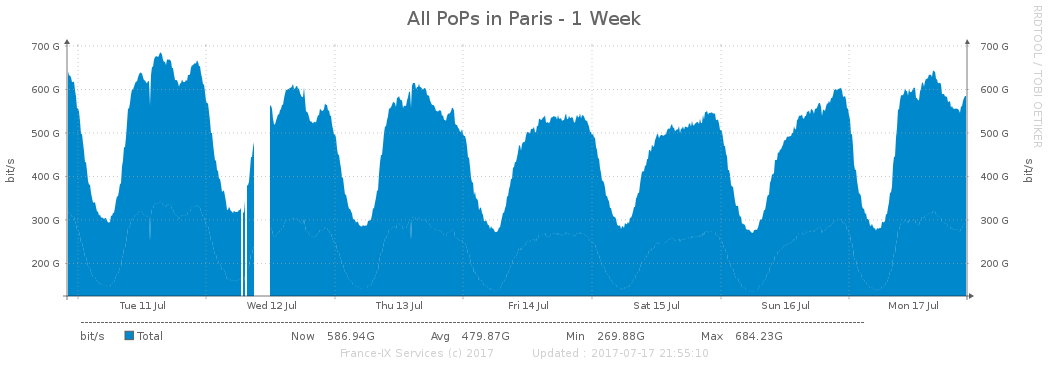 All PoPs in Paris - 1 Week
RRDTOOL / TOBI OETIKER
700 G 700 G
600 G 600 G
500 G 500 G
400 G 400 G
300 G 300 G
200 G 200 G
bit/s bit/s
Tue 11 Jul Wed 12 Jul Thu 13 Jul Fri 14 Jul Sat 15 Jul Sun 16 Jul Mon 17 Jul
bit/s Total Now 586.94G Avg 479.87G Min 269.88G Max 684.23G
France-IX Services (c) 2017 Updated : 2017-07-17 21:55:10